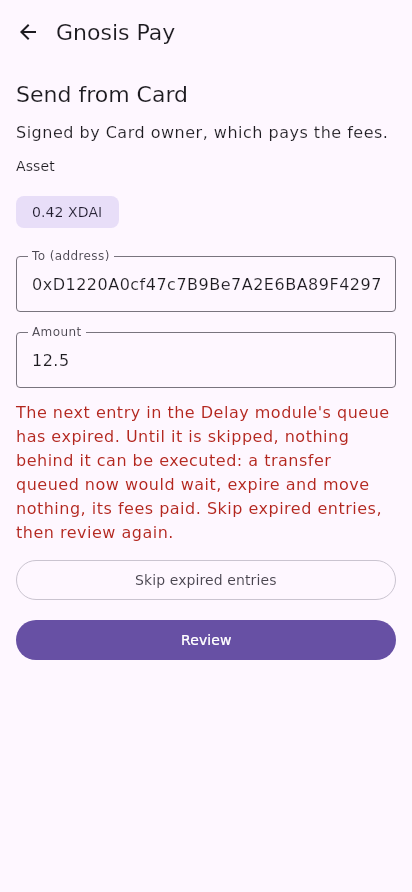 Gnosis Pay
Send from Card
Signed by Card owner, which pays the fees.
Asset
0.42 XDAI
To (address)
0xD1220A0cf47c7B9Be7A2E6BA89F4297
Amount
12.5
The next entry in the Delay module's queue
has expired. Until it is skipped, nothing
behind it can be executed: a transfer
queued now would wait, expire and move
nothing, its fees paid. Skip expired entries,
then review again.
Skip expired entries
Review